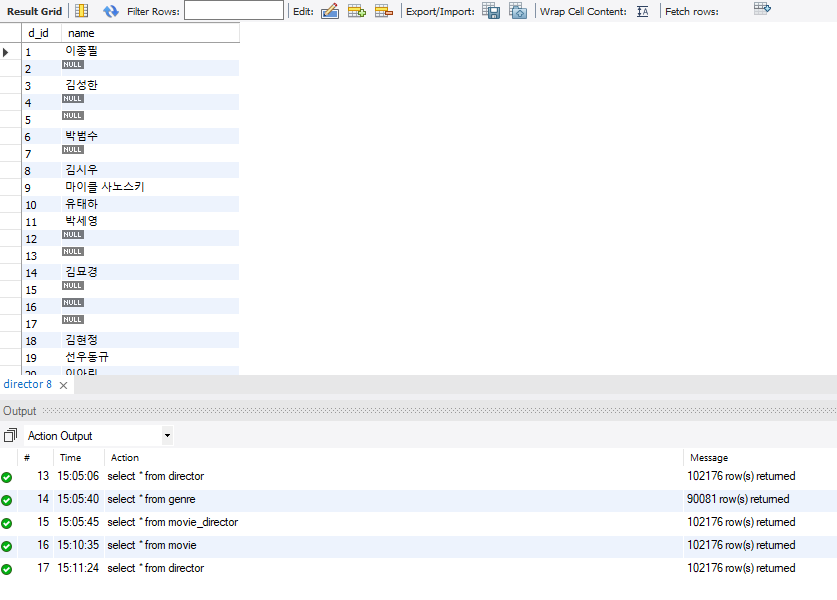 Result Grid Filter Rows: Edit: Export/Import: Wrap Cell Content: Fetch rows:
d_id name
1 이종필
2 NULL
3 김성한
4 NULL
5 NULL
6 박범수
7 NULL
8 김시우
9 마이클 사노스키
10 유태하
11 박세영
12 NULL
13 NULL
14 김묘경
15 NULL
16 NULL
17 NULL
18 김현정
19 선우동규
20 이아린
director 8
Output
Action Output
# Time Action Message
13 15:05:06 select * from director 102176 row(s) returned
14 15:05:40 select * from genre 90081 row(s) returned
15 15:05:45 select * from movie_director 102176 row(s) returned
16 15:10:35 select * from movie 102176 row(s) returned
17 15:11:24 select * from director 102176 row(s) returned